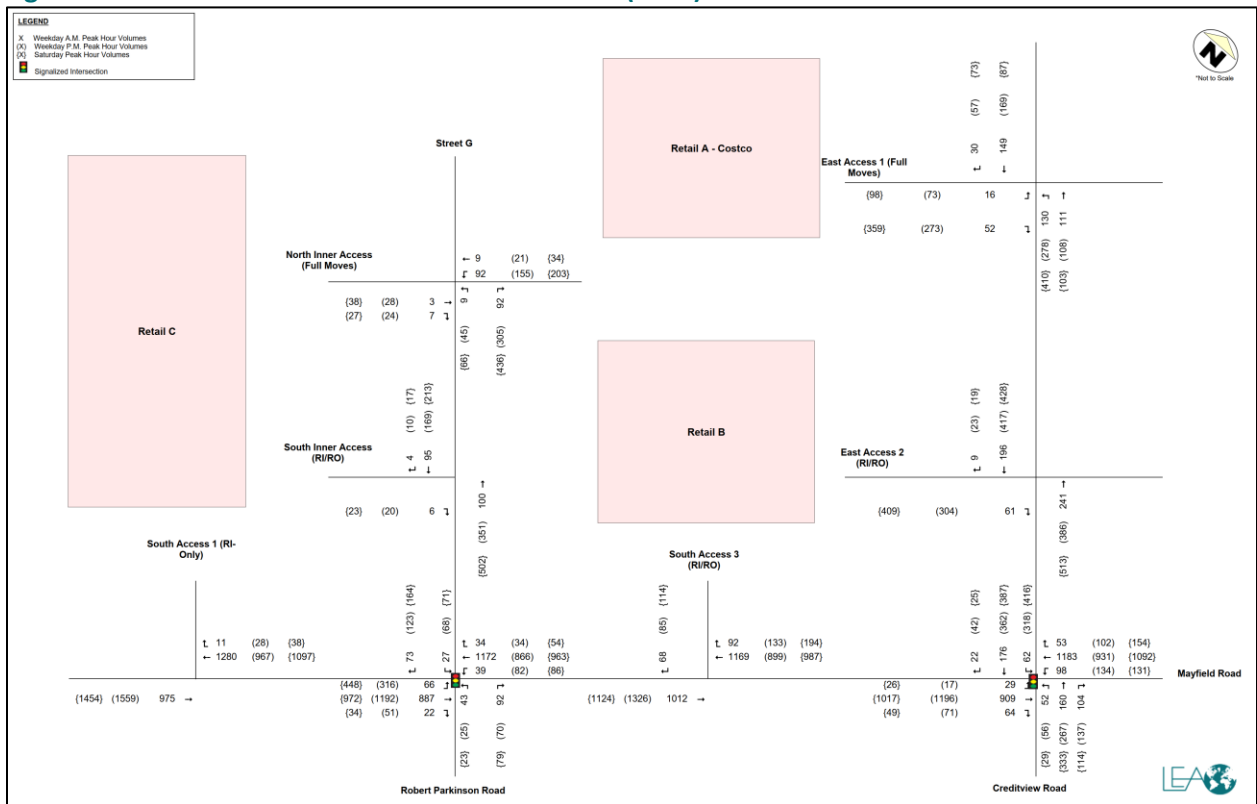 LEGEND
X Weekday A.M. Peak Hour Volumes
(X) Weekday P.M. Peak Hour Volumes
{X} Saturday Peak Hour Volumes
Signalized Intersection
N
*Not to Scale
Street G
Retail A - Costco
East Access 1 (Full
Moves)
30 (57) {73}
149 (169) {87}
{98} (73) 16
{359} (273) 52
{410} (278) 130
{103} (108) 111
North Inner Access
(Full Moves)
9 (21) {34}
92 (155) {203}
{38} (28) 3
{27} (24) 7
{66} (45) 9
{436} (305) 92
Retail C
Retail B
4 (10) {17}
95 (169) {213}
South Inner Access
(RI/RO)
{23} (20) 6
{502} (351) 100
East Access 2
(RI/RO)
9 (23) {19}
196 (417) {428}
{409} (304) 61
{513} (386) 241
South Access 1 (RI-
Only)
11 (28) {38}
1280 (967) {1097}
{1454} (1559) 975
73 (123) {164}
27 (68) {71}
34 (34) {54}
1172 (866) {963}
39 (82) {86}
{448} (316) 66
{972} (1192) 887
{34} (51) 22
{23} (25) 43
{79} (70) 92
South Access 3
(RI/RO)
68 (85) {114}
92 (133) {194}
1169 (899) {987}
{1124} (1326) 1012
22 (42) {25}
176 (362) {387}
62 (318) {416}
53 (102) {154}
1183 (931) {1092}
98 (134) {131}
Mayfield Road
{26} (17) 29
{1017} (1196) 909
{49} (71) 64
{29} (56) 52
{333} (267) 160
{114} (137) 104
Robert Parkinson Road
Creditview Road
LEA